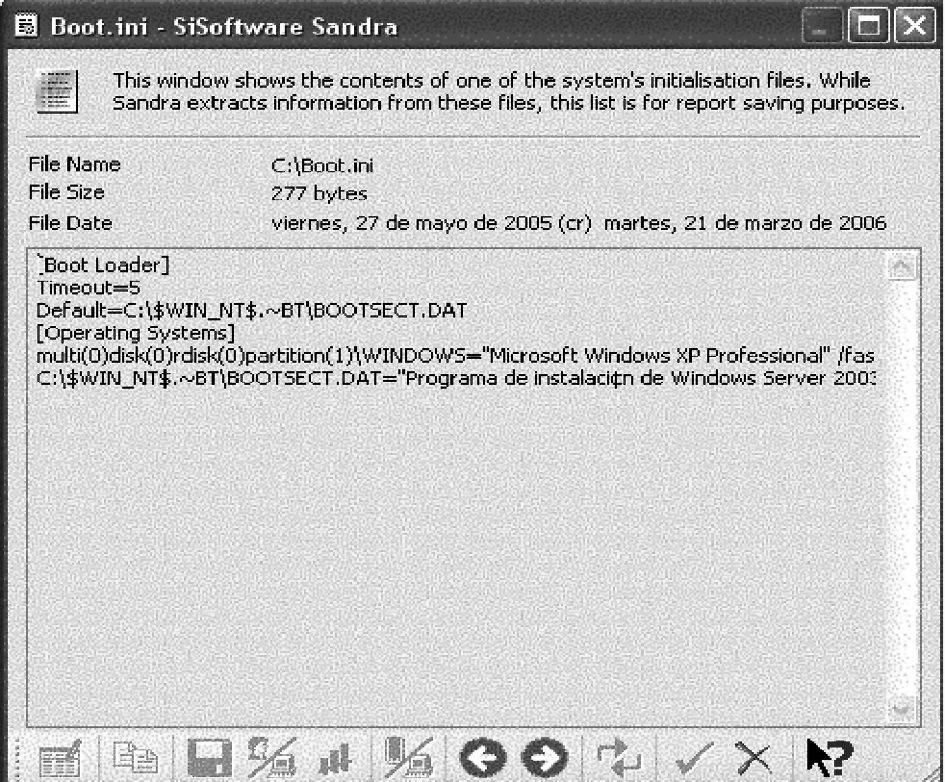 Boot.ini - SiSoftware Sandra
This window shows the contents of one of the system's initialisation files. While
Sandra extracts information from these files, this list is for report saving purposes.
File Name C:\Boot.ini
File Size 277 bytes
File Date viernes, 27 de mayo de 2005 (cr) martes, 21 de marzo de 2006
[Boot Loader]
Timeout=5
Default=C:\$WIN_NT$.~BT\BOOTSECT.DAT
[Operating Systems]
multi(0)disk(0)rdisk(0)partition(1)\WINDOWS="Microsoft Windows XP Professional" /fas
C:\$WIN_NT$.~BT\BOOTSECT.DAT="Programa de instalaci¢n de Windows Server 2003